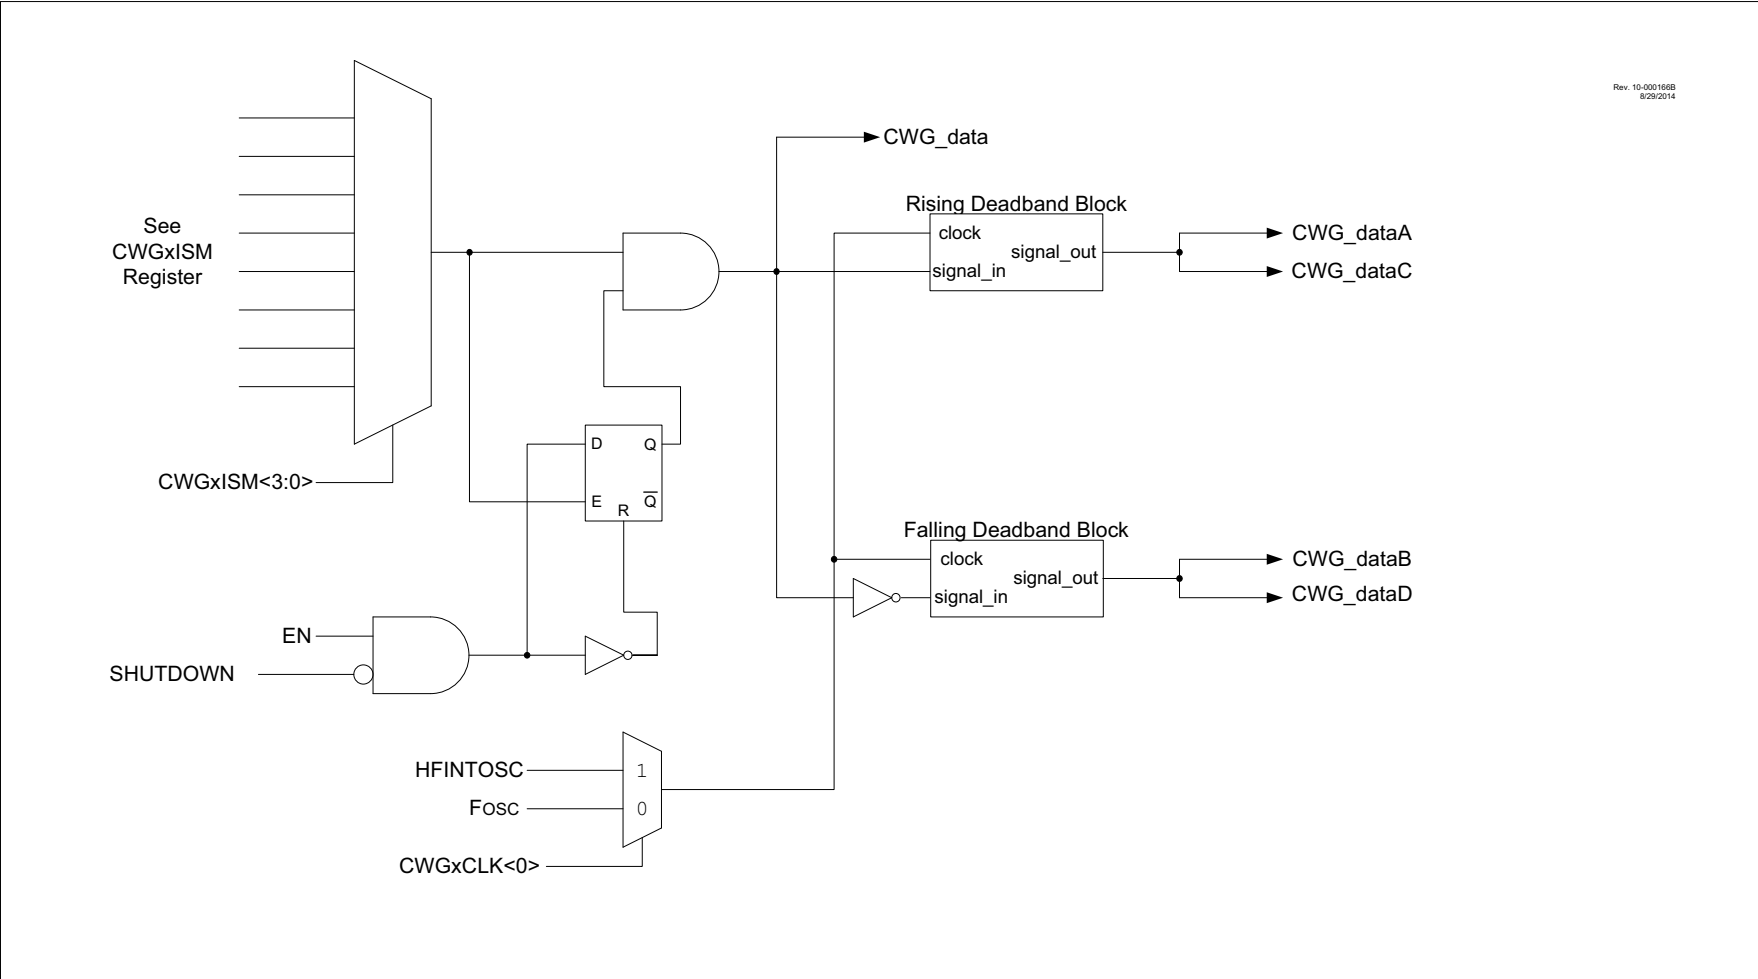 Rev. 10-000166B
8/29/2014
CWG_data
Rising Deadband Block
clock
signal_out
signal_in
CWG_dataA
CWG_dataC
See
CWGxISM
Register
D
Q
E
R
Q̅
CWGxISM<3:0>
Falling Deadband Block
clock
signal_out
signal_in
CWG_dataB
CWG_dataD
EN
SHUTDOWN
HFINTOSC
1
FOSC
0
CWGxCLK<0>